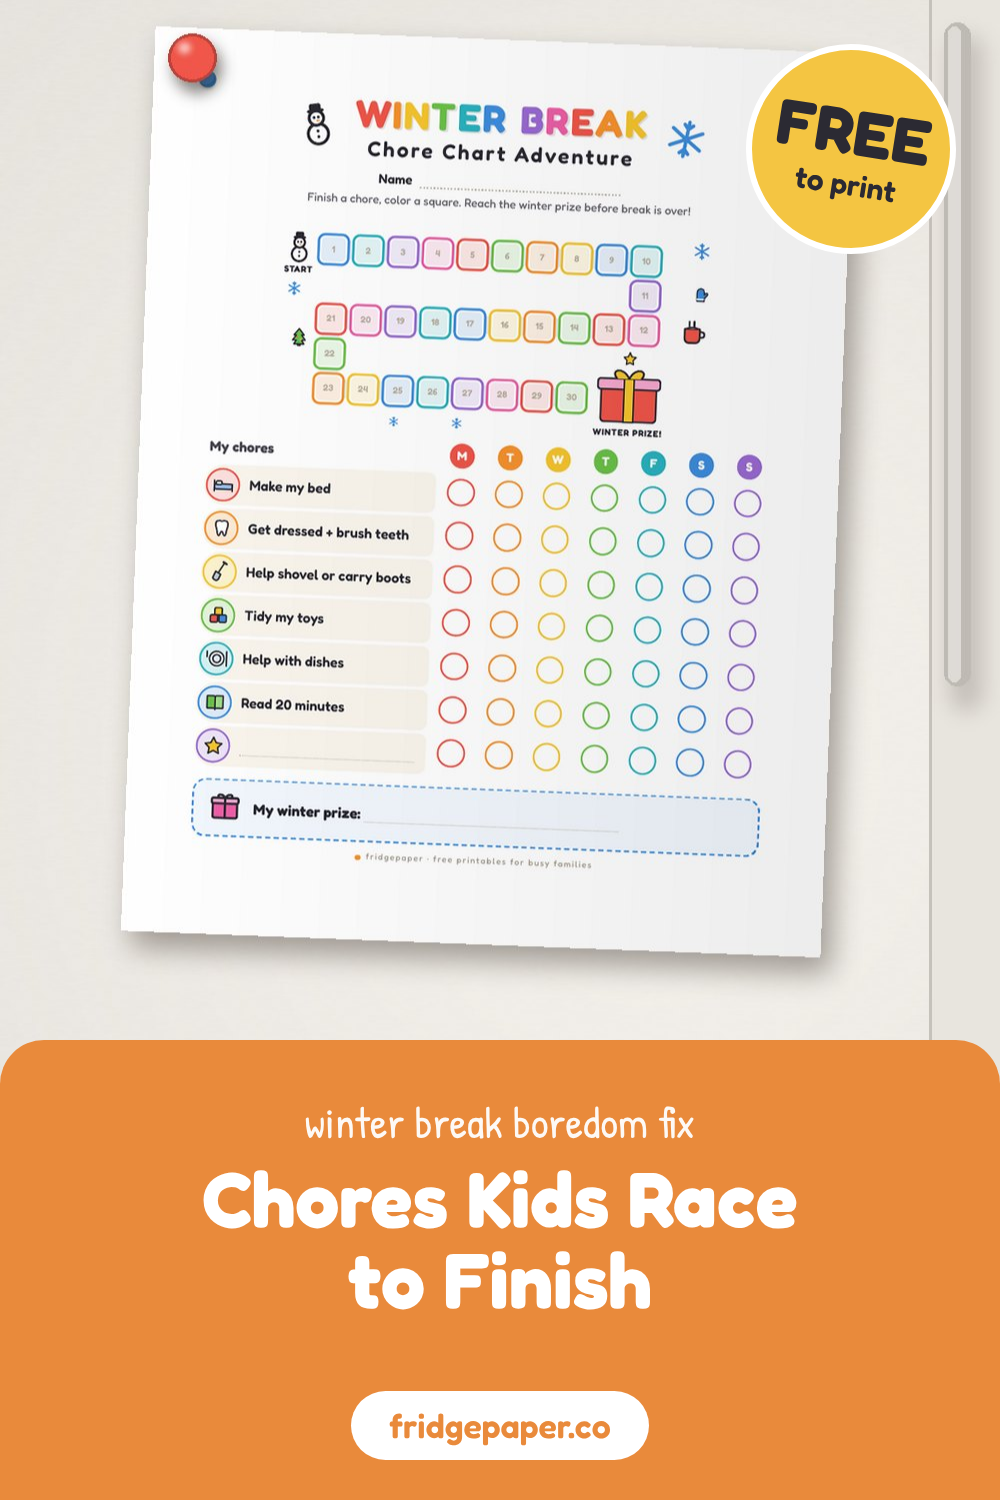 FREE
to print
WINTER BREAK
Chore Chart Adventure
Name
Finish a chore, color a square. Reach the winter prize before break is over!
START
1 2 3 4 5 6 7 8 9 10
11
21 20 19 18 17 16 15 14 13 12
22
23 24 25 26 27 28 29 30
WINTER PRIZE!
My chores M T W T F S S
Make my bed
Get dressed + brush teeth
Help shovel or carry boots
Tidy my toys
Help with dishes
Read 20 minutes
My winter prize:
fridgepaper · free printables for busy families
winter break boredom fix
Chores Kids Race
to Finish
fridgepaper.co